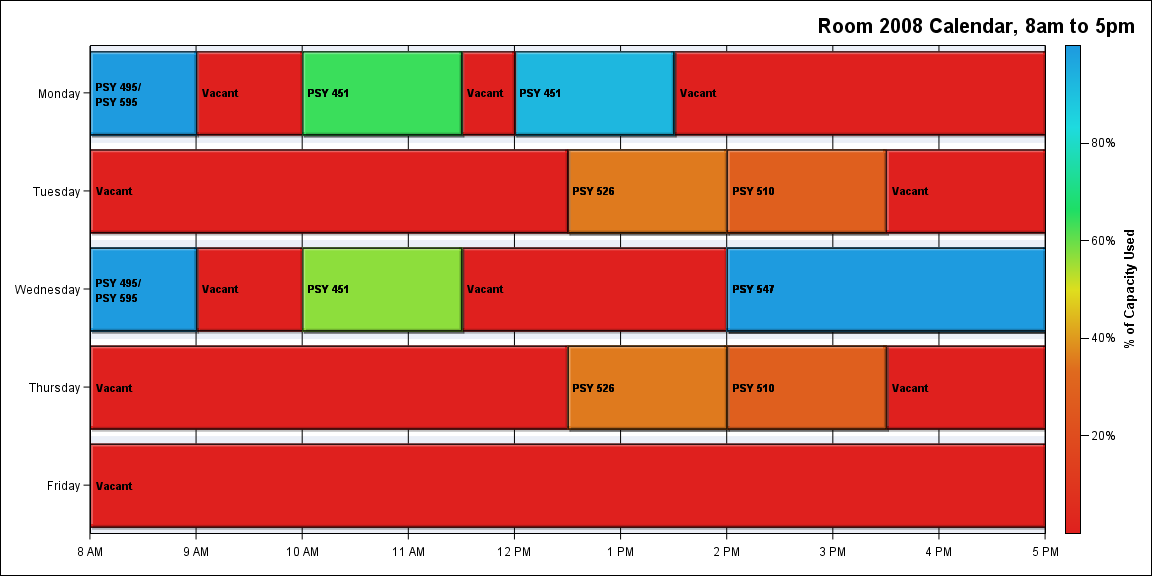 Room 2008 Calendar, 8am to 5pm
Monday
PSY 495/
PSY 595
Vacant
PSY 451
Vacant
PSY 451
Vacant
Tuesday
Vacant
PSY 526
PSY 510
Vacant
Wednesday
PSY 495/
PSY 595
Vacant
PSY 451
Vacant
PSY 547
Thursday
Vacant
PSY 526
PSY 510
Vacant
Friday
Vacant
8 AM
9 AM
10 AM
11 AM
12 PM
1 PM
2 PM
3 PM
4 PM
5 PM
80%
60%
40%
20%
% of Capacity Used